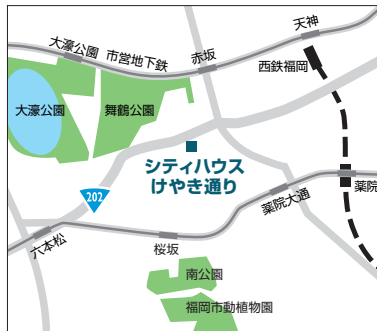 天神
大濠公園
市営地下鉄
赤坂
西鉄福岡
大濠公園
舞鶴公園
シティハウス
けやき通り
202
薬院
薬院大通
六本松
桜坂
南公園
福岡市動植物園